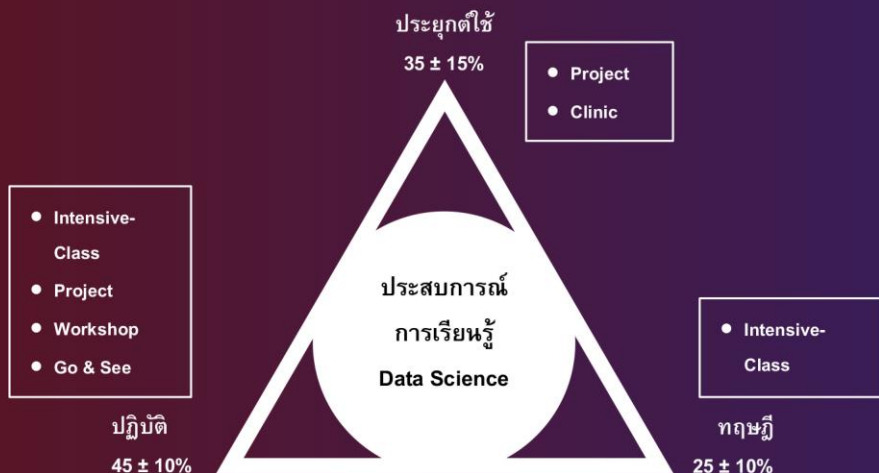 ประยุกต์ใช้
35 ± 15%
● Project
● Clinic
● Intensive-
Class
● Project
● Workshop
● Go & See
ประสบการณ์
การเรียนรู้
Data Science
● Intensive-
Class
ปฏิบัติ
45 ± 10%
ทฤษฎี
25 ± 10%